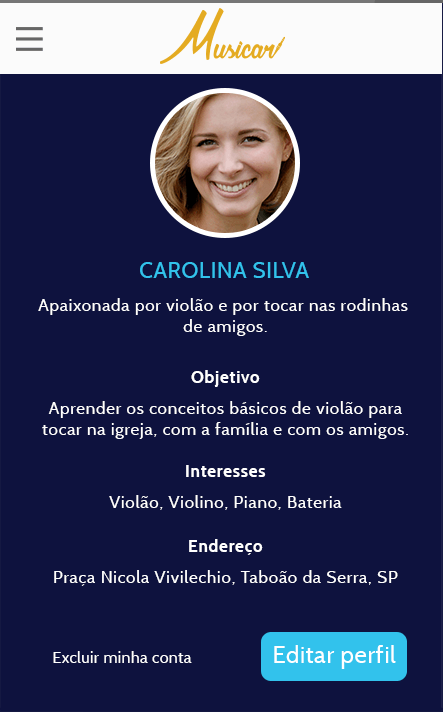 Musicar
CAROLINA SILVA
Apaixonada por violão e por tocar nas rodinhas
de amigos.
Objetivo
Aprender os conceitos básicos de violão para
tocar na igreja, com a família e com os amigos.
Interesses
Violão, Violino, Piano, Bateria
Endereço
Praça Nicola Vivilechio, Taboão da Serra, SP
Excluir minha conta
Editar perfil